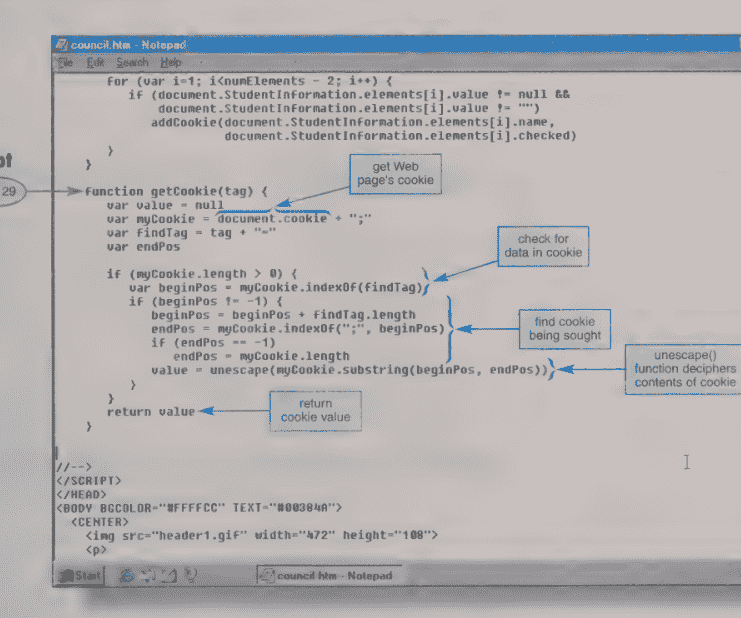 council.htm - Notepad
File Edit Search Help
for (var i=1; i<numElements - 2; i++) {
if (document.StudentInformation.elements[i].value != null &&
document.StudentInformation.elements[i].value != "")
addCookie(document.StudentInformation.elements[i].name,
document.StudentInformation.elements[i].checked)
}
}
pt
29
function getCookie(tag) {
var value = null
var myCookie = document.cookie + ";"
var findTag = tag + "="
var endPos
get Web
page's cookie
if (myCookie.length > 0) {
var beginPos = myCookie.indexOf(findTag)
if (beginPos != -1) {
beginPos = beginPos + findTag.length
endPos = myCookie.indexOf(";", beginPos)
if (endPos == -1)
endPos = myCookie.length
value = unescape(myCookie.substring(beginPos, endPos))
}
}
return value
}
check for
data in cookie
find cookie
being sought
unescape()
function deciphers
contents of cookie
return
cookie value
//-->
</SCRIPT>
</HEAD>
<BODY BGCOLOR="#FFFFCC" TEXT="#00384A">
<CENTER>
<img src="header1.gif" width="472" height="108">
<p>
Start
council.htm - Notepad